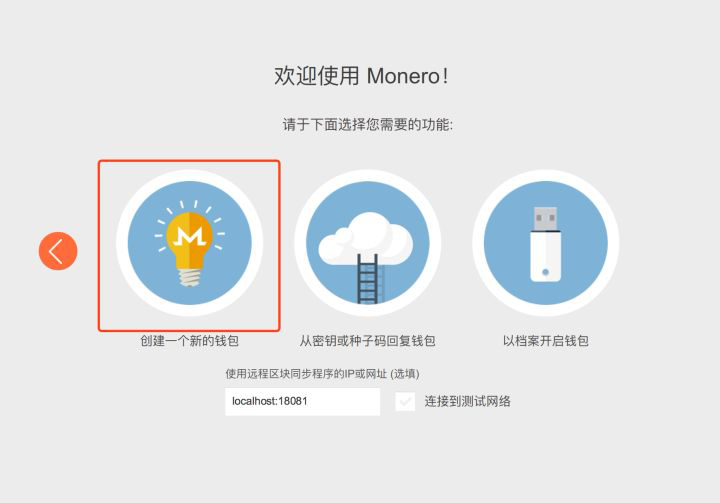 欢迎使用 Monero！
请于下面选择您需要的功能:
M
创建一个新的钱包
从密钥或种子码回复钱包
以档案开启钱包
使用远程区块同步程序的IP或网址 (选填)
localhost:18081
连接到测试网络